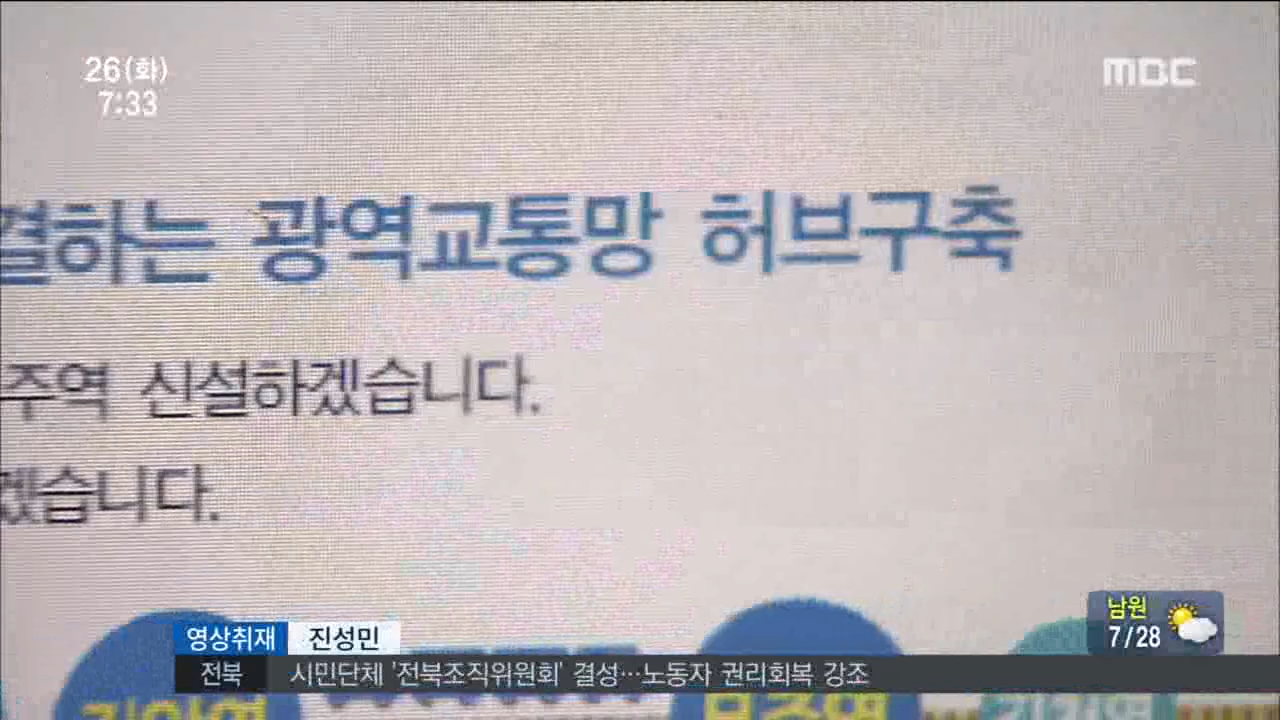 26(화)
7:33
MBC
결하는 광역교통망 허브구축
주역 신설하겠습니다.
겠습니다.
남원
7/28
영상취재 진성민
전북 시민단체 '전북조직위원회' 결성…노동자 권리회복 강조